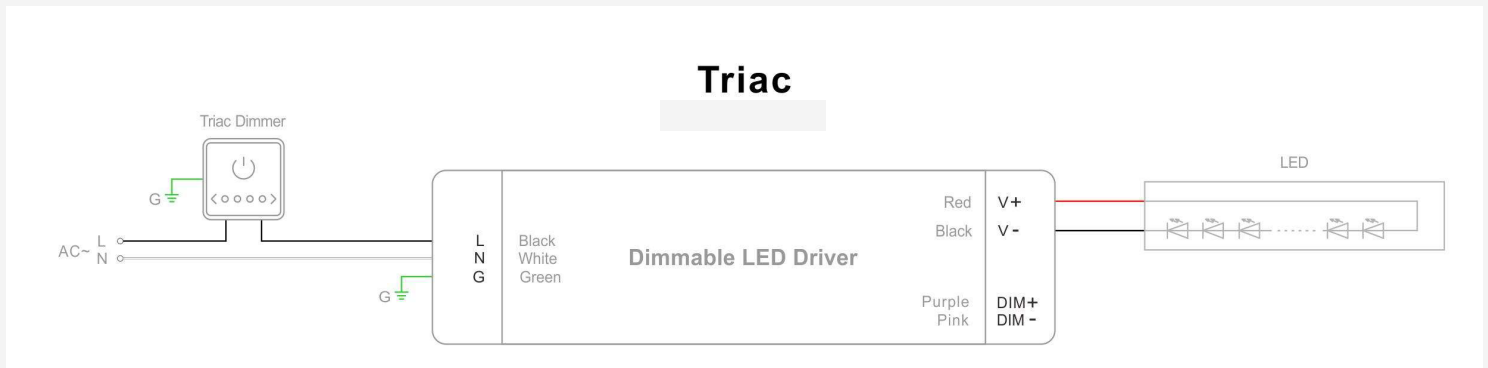 Triac
Triac Dimmer
G
AC~ L
N
G
L Black
N White
G Green
Dimmable LED Driver
Red V+
Black V-
Purple DIM+
Pink DIM-
LED